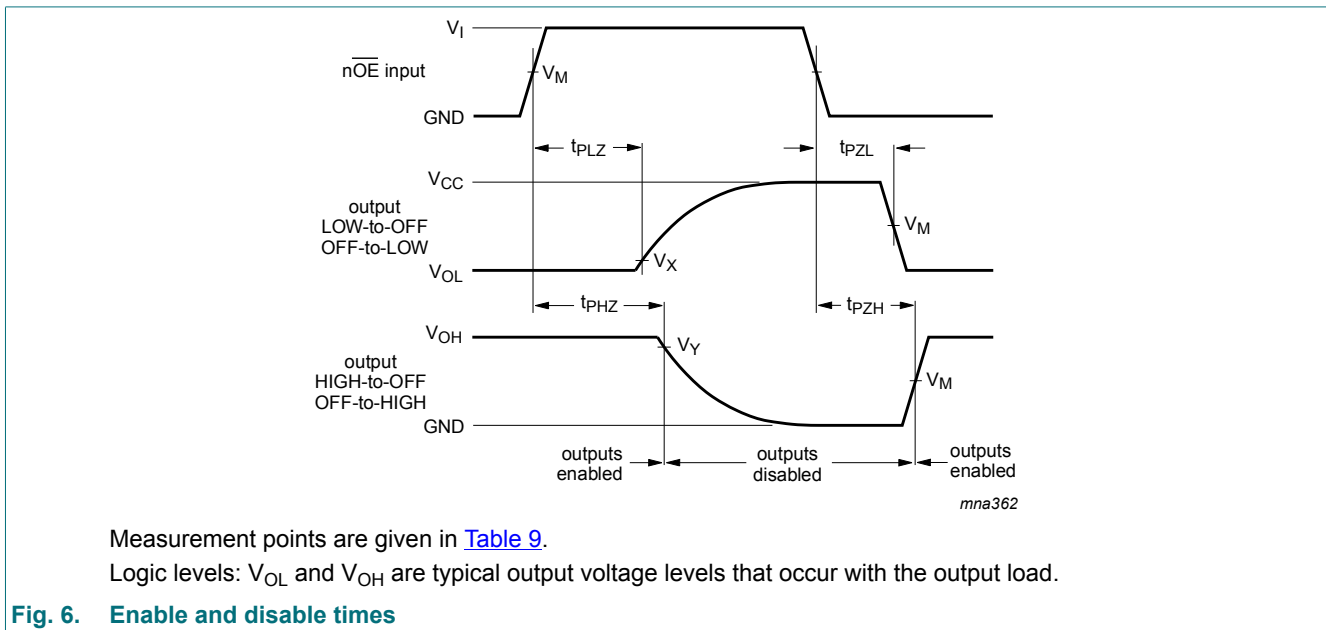 V_I
nO̅E̅ input
V_M
GND
t_PLZ
t_PZL
V_CC
output
LOW-to-OFF
OFF-to-LOW
V_M
V_X
V_OL
t_PHZ
t_PZH
V_OH
V_Y
output
HIGH-to-OFF
OFF-to-HIGH
V_M
GND
outputs
enabled
outputs
disabled
outputs
enabled
mna362
Measurement points are given in Table 9.
Logic levels: V_OL and V_OH are typical output voltage levels that occur with the output load.
Fig. 6. Enable and disable times